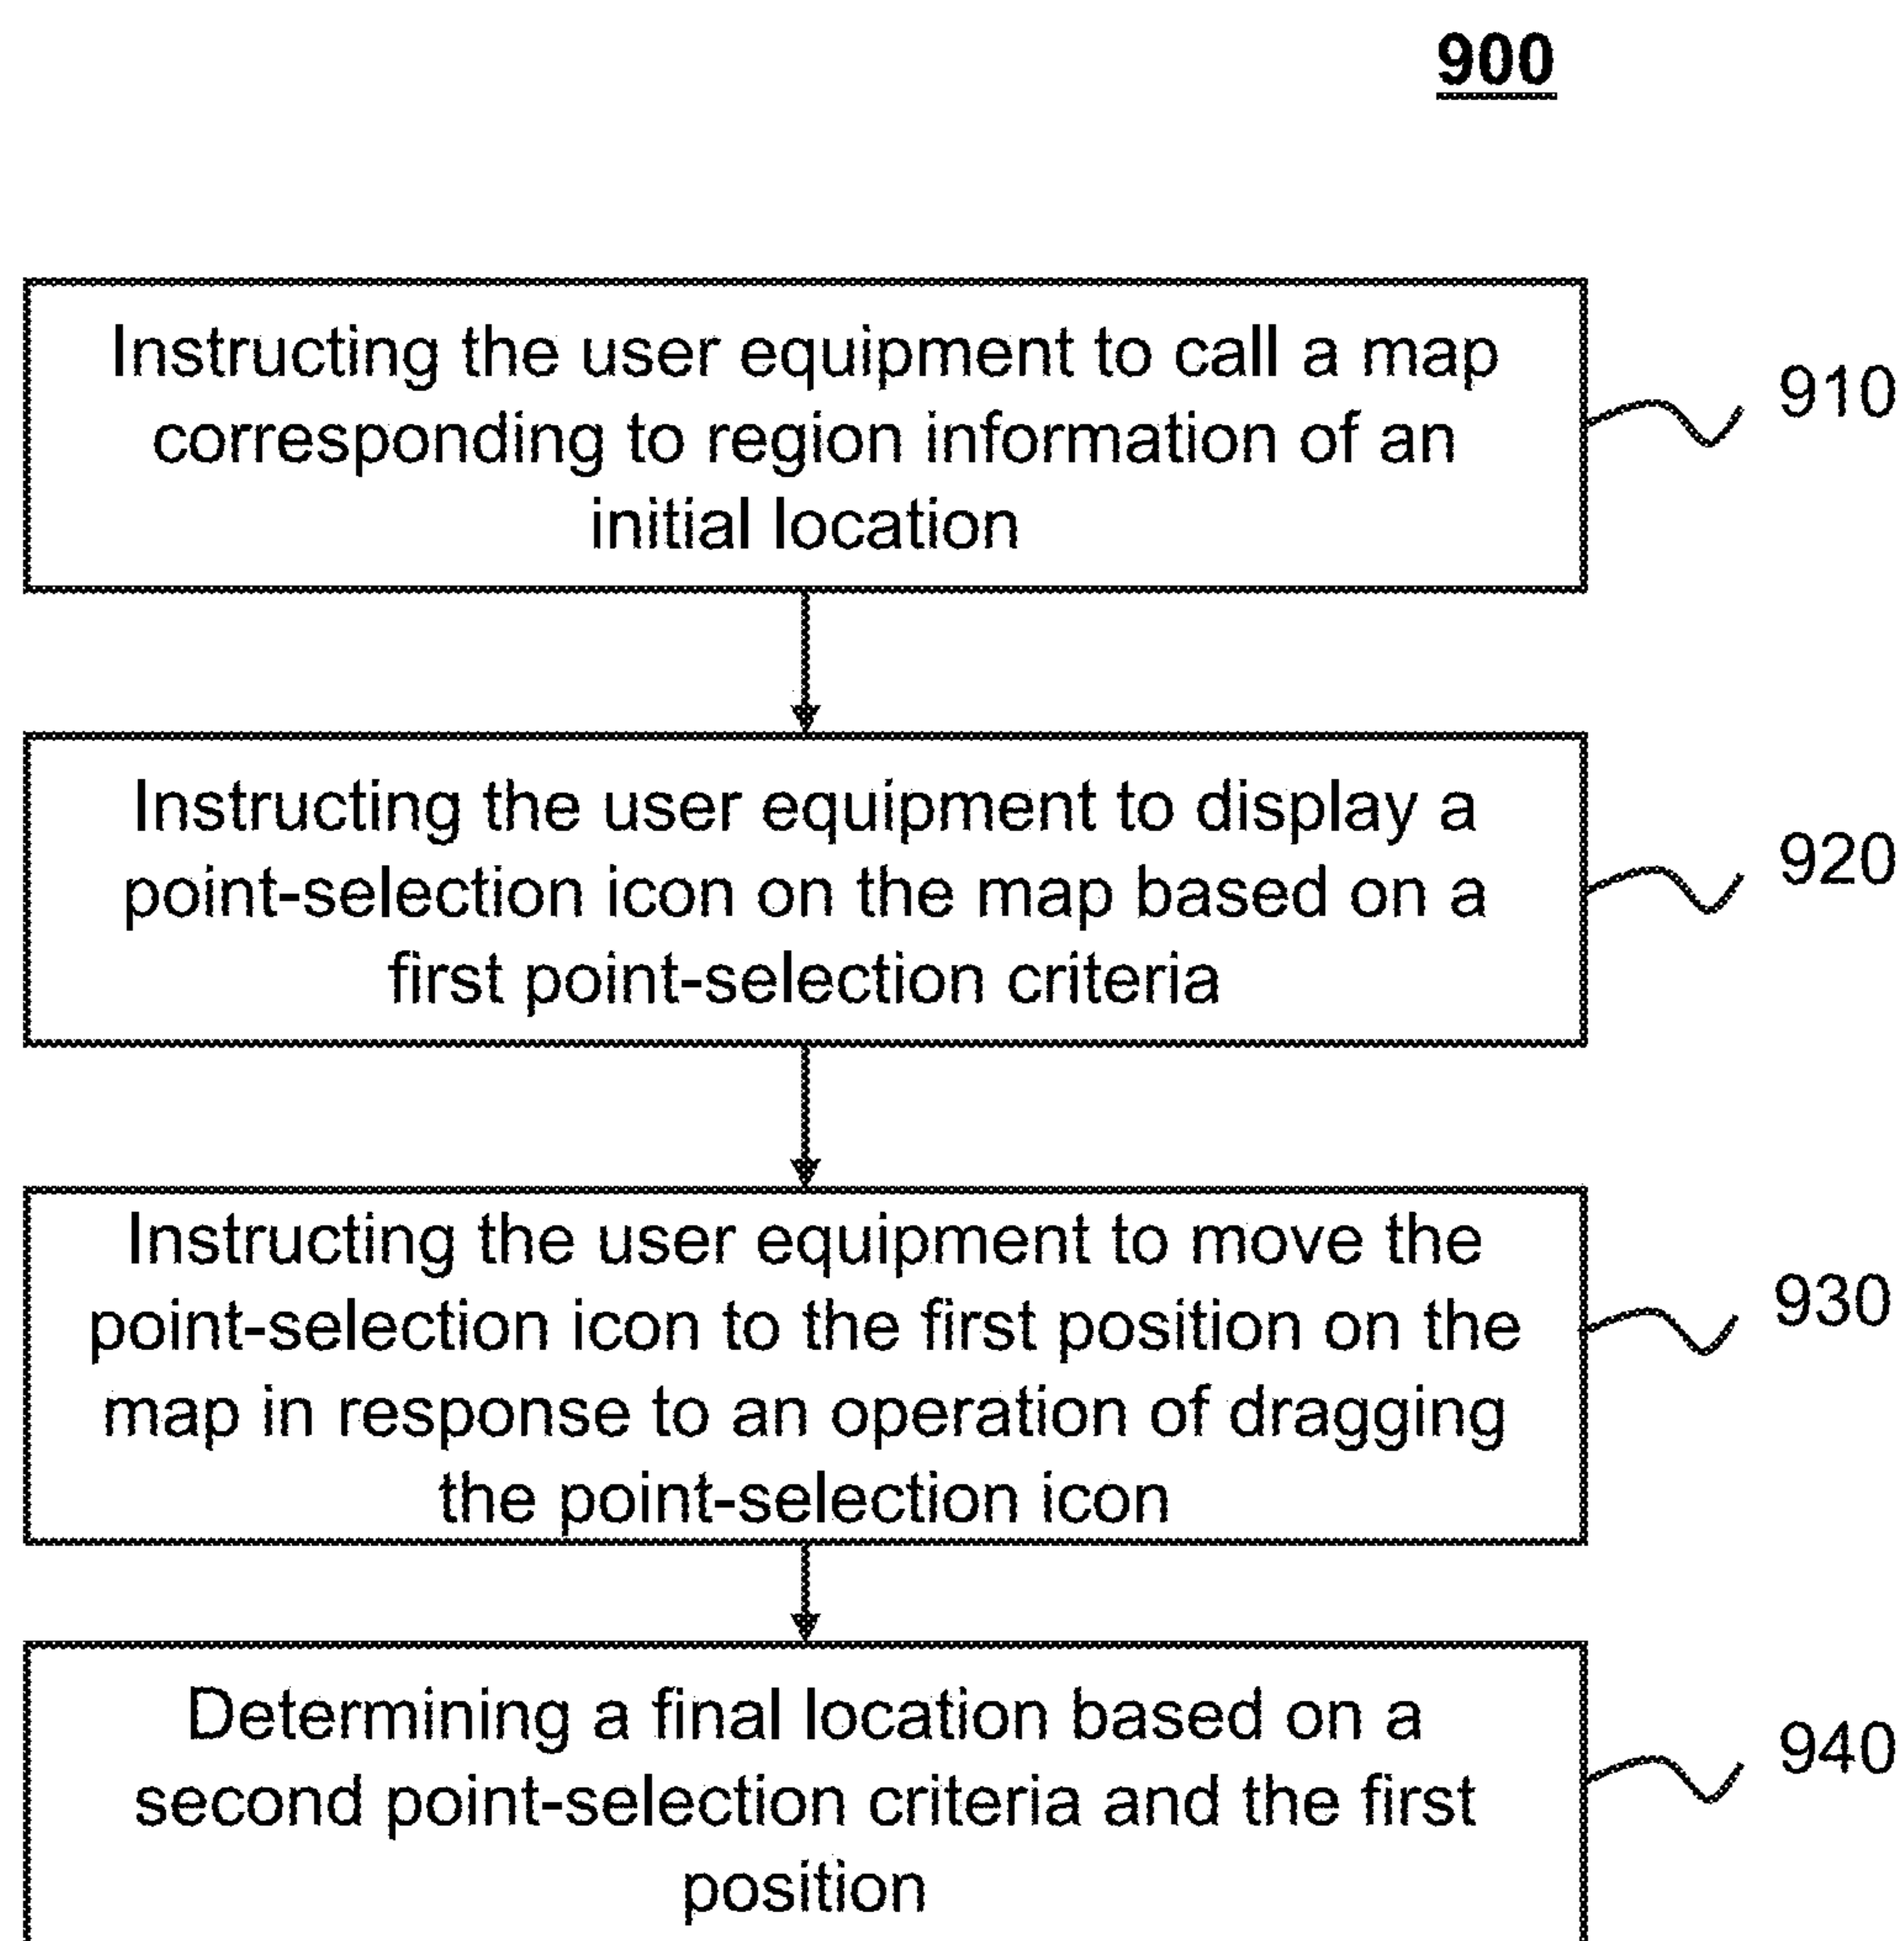 900
Instructing the user equipment to call a map
corresponding to region information of an
initial location
910
Instructing the user equipment to display a
point-selection icon on the map based on a
first point-selection criteria
920
Instructing the user equipment to move the
point-selection icon to the first position on the
map in response to an operation of dragging
the point-selection icon
930
Determining a final location based on a
second point-selection criteria and the first
position
940